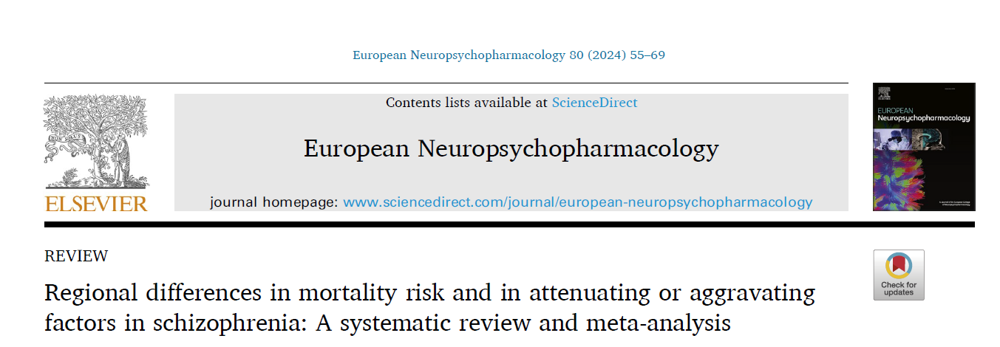 European Neuropsychopharmacology 80 (2024) 55–69
Contents lists available at ScienceDirect
European Neuropsychopharmacology
journal homepage: www.sciencedirect.com/journal/european-neuropsychopharmacology
ELSEVIER
EUROPEAN
Neuropsychopharmacology
REVIEW
Check for
updates
Regional differences in mortality risk and in attenuating or aggravating
factors in schizophrenia: A systematic review and meta-analysis